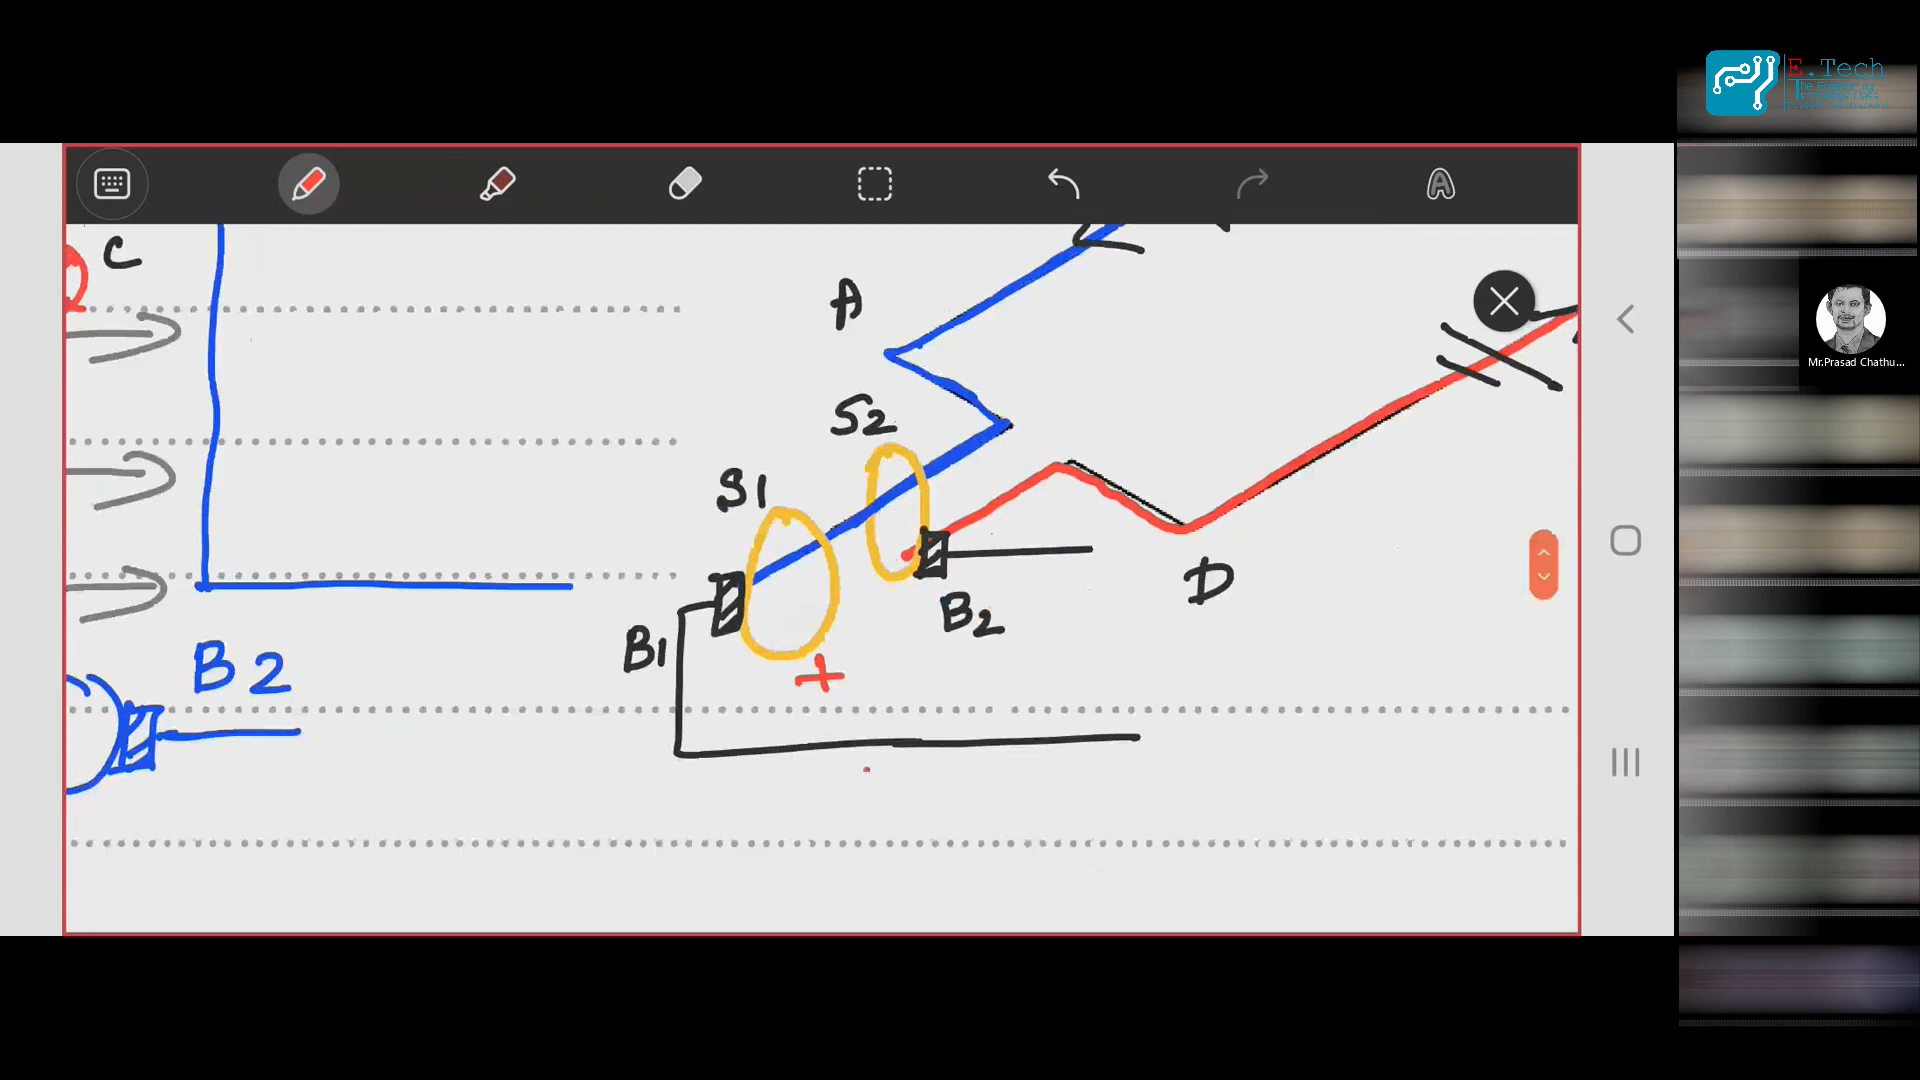 E.Tech
C
A
S2
S1
B1
B2
D
+
B2
Mr.Prasad Chathu...